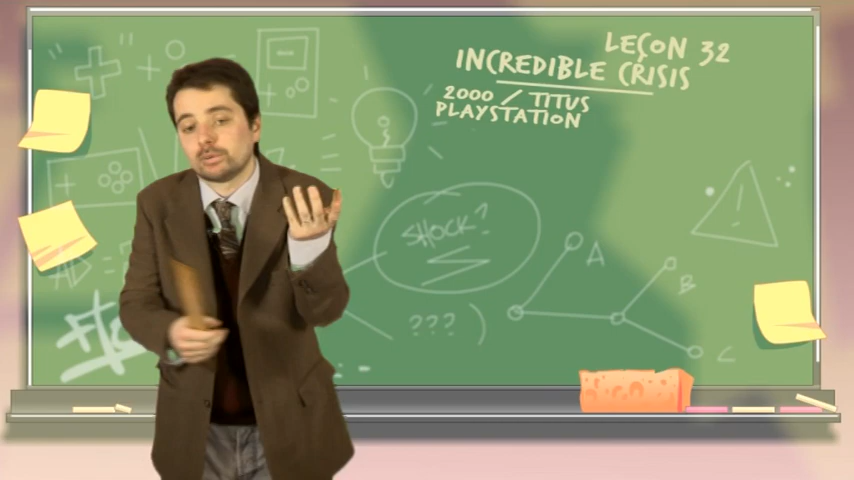 LEÇON 32
INCREDIBLE CRISIS
2000 / TITUS
PLAYSTATION
SHOCK?
A
B
???)
C